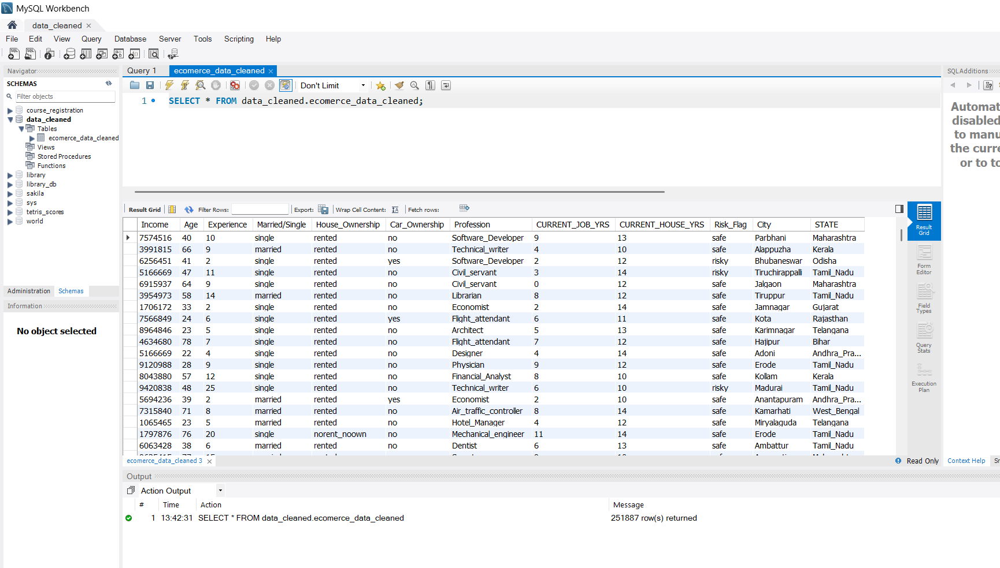 MySQL Workbench
data_cleaned
File Edit View Query Database Server Tools Scripting Help
Navigator
SCHEMAS
Filter objects
course_registration
data_cleaned
Tables
ecomerce_data_cleaned
Views
Stored Procedures
Functions
library
library_db
sakila
sys
tetris_scores
world
Administration Schemas
Information
No object selected
Query 1 ecomerce_data_cleaned
Don't Limit
1 SELECT * FROM data_cleaned.ecomerce_data_cleaned;
Result Grid Filter Rows: Export: Wrap Cell Content: Fetch rows:
Income Age Experience Married/Single House_Ownership Car_Ownership Profession CURRENT_JOB_YRS CURRENT_HOUSE_YRS Risk_Flag City STATE
7574516 40 10 single rented no Software_Developer 9 13 safe Parbhani Maharashtra
3991815 66 9 married rented no Technical_writer 4 10 safe Alappuzha Kerala
6256451 41 2 single rented yes Software_Developer 2 12 risky Bhubaneswar Odisha
5166669 47 11 single rented no Civil_servant 3 14 risky Tiruchirappalli Tamil_Nadu
6915937 64 9 single rented no Civil_servant 0 12 safe Jalgaon Maharashtra
3954973 58 14 married rented no Librarian 8 12 safe Tiruppur Tamil_Nadu
1706172 33 2 single rented no Economist 2 14 safe Jamnagar Gujarat
7566849 24 6 single rented yes Flight_attendant 6 11 safe Kota Rajasthan
8964846 23 5 single rented no Architect 5 13 safe Karimnagar Telangana
4634680 78 7 single rented no Flight_attendant 7 12 safe Hajipur Bihar
5166669 22 4 single rented no Designer 4 14 safe Adoni Andhra_Pra...
9120988 28 9 single rented no Physician 9 12 safe Erode Tamil_Nadu
8043880 57 12 single rented no Financial_Analyst 8 10 safe Kollam Kerala
9420838 48 25 single rented no Technical_writer 6 10 risky Madurai Tamil_Nadu
5694236 39 2 married rented yes Economist 2 10 safe Anantapuram Andhra_Pra...
7315840 71 8 married rented no Air_traffic_controller 8 14 safe Kamarhati West_Bengal
1065465 23 5 married rented no Hotel_Manager 4 12 safe Miryalaguda Telangana
1797876 76 20 single norent_noown no Mechanical_engineer 11 14 safe Erode Tamil_Nadu
6063428 38 6 married rented no Dentist 6 13 safe Ambattur Tamil_Nadu
Result Grid
Form Editor
Field Types
Query Stats
Execution Plan
ecomerce_data_cleaned 3
Read Only
SQLAdditions
Automat
disabled
to manu
the curre
or to to
Context Help Sn
Output
Action Output
# Time Action Message
1 13:42:31 SELECT * FROM data_cleaned.ecomerce_data_cleaned 251887 row(s) returned